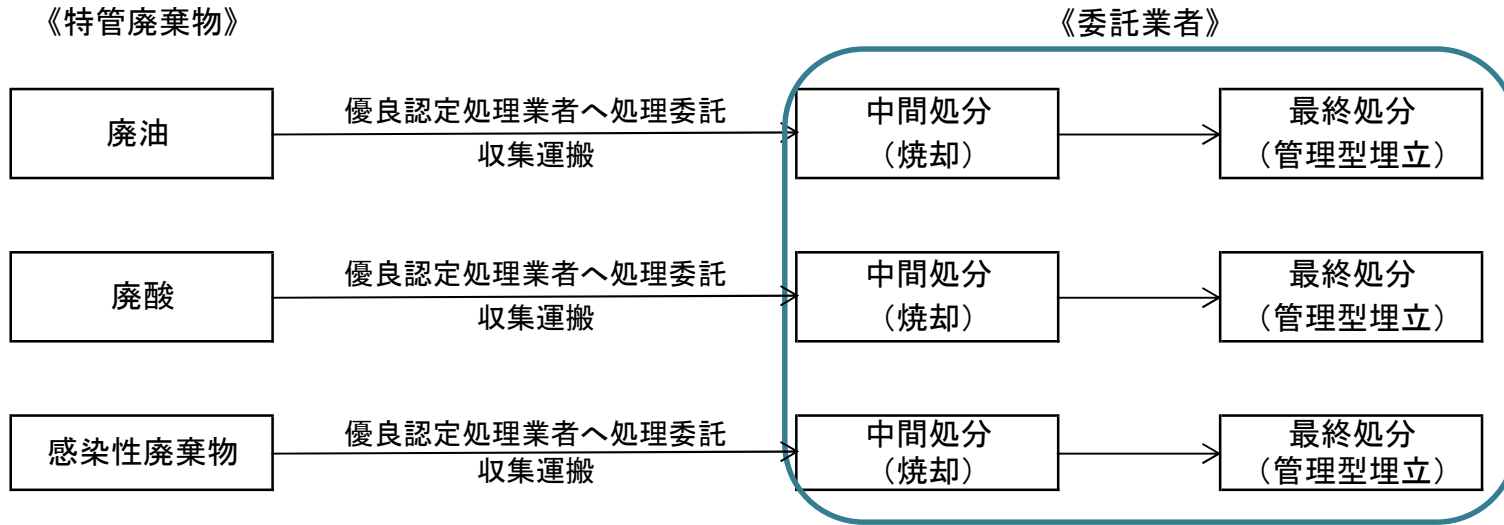 《特管廃棄物》
《委託業者》
廃油
優良認定処理業者へ処理委託
収集運搬
中間処分
（焼却）
最終処分
（管理型埋立）
廃酸
優良認定処理業者へ処理委託
収集運搬
中間処分
（焼却）
最終処分
（管理型埋立）
感染性廃棄物
優良認定処理業者へ処理委託
収集運搬
中間処分
（焼却）
最終処分
（管理型埋立）